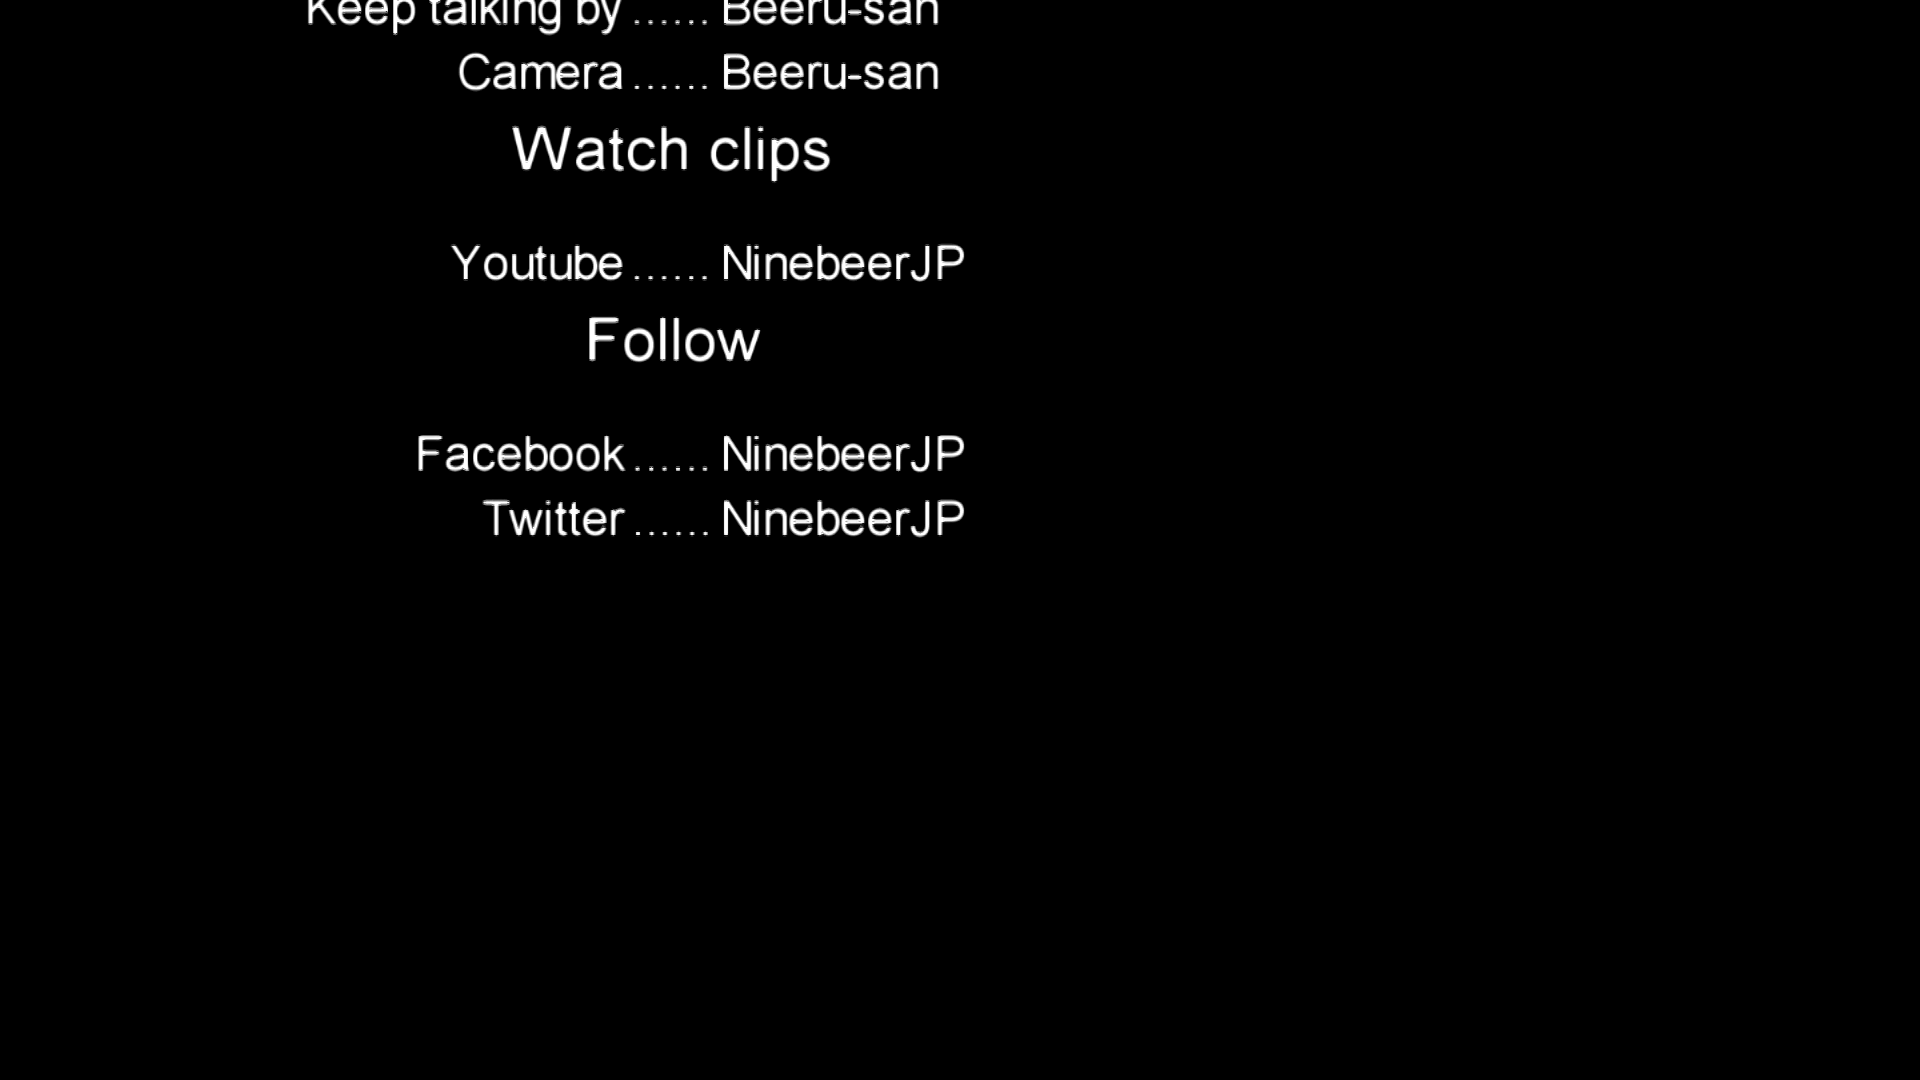 Keep talking by ...... Beeru-san
Camera ...... Beeru-san
Watch clips
Youtube ...... NinebeerJP
Follow
Facebook ...... NinebeerJP
Twitter ...... NinebeerJP